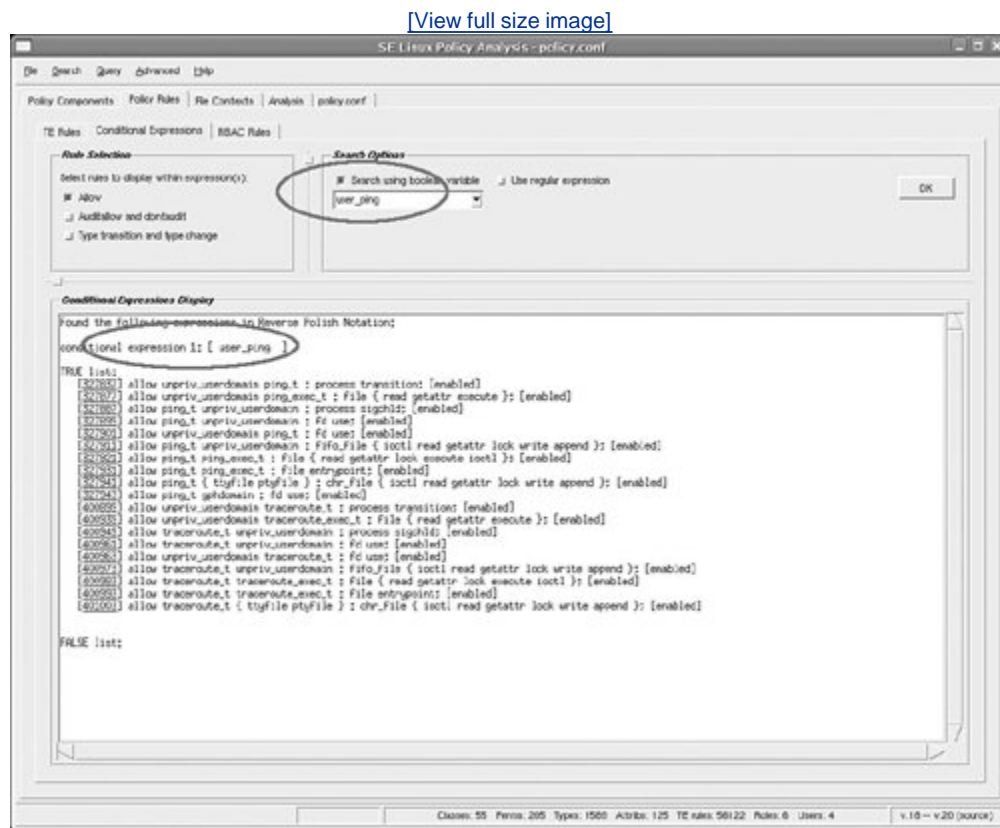 [View full size image]
SE Linux Policy Analysis - policy.conf
File Search Query Advanced Help
Policy Components Policy Rules File Contexts Analysis policy.conf
TE Rules Conditional Expressions RBAC Rules
Rule Selection
Search Options
Select rules to display within expression(s):
Search using boolean variable Use regular expression
OK
Allow
user_ping
Auditallow and dontaudit
Type transition and type change
Conditional Expressions Display
Found the following expressions in Reverse Polish Notation:
conditional expression 1: [ user_ping ]
TRUE list:
allow unpriv_userdomain ping_t : process transition; [enabled]
allow unpriv_userdomain ping_exec_t : file { read getattr execute }; [enabled]
allow ping_t unpriv_userdomain : process sigchld; [enabled]
allow ping_t unpriv_userdomain : fd use; [enabled]
allow unpriv_userdomain ping_t : fd use; [enabled]
allow ping_t unpriv_userdomain : fifo_file { ioctl read getattr lock write append }; [enabled]
allow ping_t ping_exec_t : file { read getattr lock execute ioctl }; [enabled]
allow ping_t ping_exec_t : file entrypoint; [enabled]
allow ping_t { ttyfile ptyfile } : chr_file { ioctl read getattr lock write append }; [enabled]
allow ping_t gphdomain : fd use; [enabled]
allow unpriv_userdomain traceroute_t : process transition; [enabled]
allow unpriv_userdomain traceroute_exec_t : file { read getattr execute }; [enabled]
allow traceroute_t unpriv_userdomain : process sigchld; [enabled]
allow traceroute_t unpriv_userdomain : fd use; [enabled]
allow unpriv_userdomain traceroute_t : fd use; [enabled]
allow traceroute_t unpriv_userdomain : fifo_file { ioctl read getattr lock write append }; [enabled]
allow traceroute_t traceroute_exec_t : file { read getattr lock execute ioctl }; [enabled]
allow traceroute_t traceroute_exec_t : file entrypoint; [enabled]
allow traceroute_t { ttyfile ptyfile } : chr_file { ioctl read getattr lock write append }; [enabled]
FALSE list:
Classes: 55 Perms: 205 Types: Attribs: 125 TE rules: 56122 Roles: 6 Users: 4
v.18 -- v.20 (source)